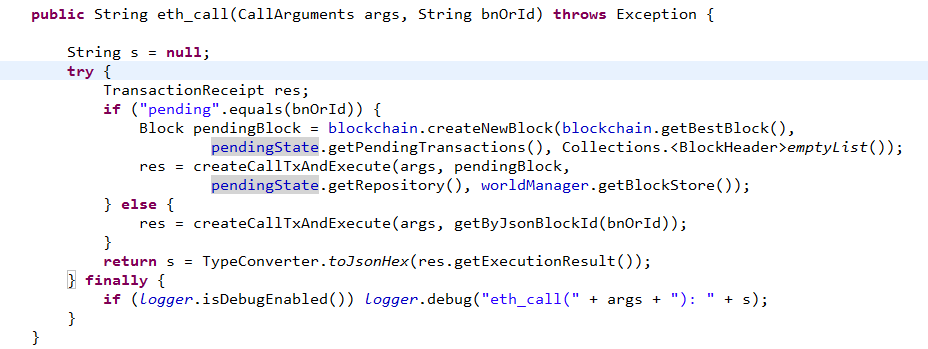 public String eth_call(CallArguments args, String bnOrId) throws Exception {
String s = null;
try {
TransactionReceipt res;
if ("pending".equals(bnOrId)) {
Block pendingBlock = blockchain.createNewBlock(blockchain.getBestBlock(),
pendingState.getPendingTransactions(), Collections.<BlockHeader>emptyList());
res = createCallTxAndExecute(args, pendingBlock,
pendingState.getRepository(), worldManager.getBlockStore());
} else {
res = createCallTxAndExecute(args, getByJsonBlockId(bnOrId));
}
return s = TypeConverter.toJsonHex(res.getExecutionResult());
} finally {
if (logger.isDebugEnabled()) logger.debug("eth_call(" + args + "): " + s);
}
}